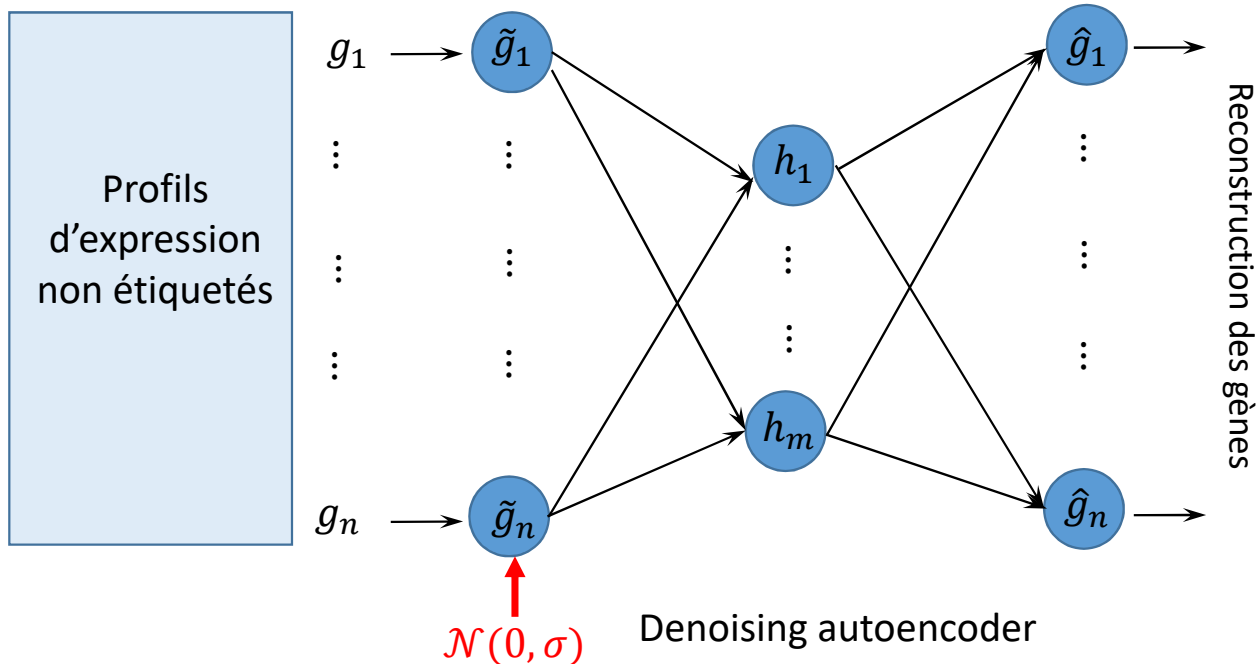 Profils
d'expression
non étiquetés
g₁
⋮
⋮
⋮
gₙ
g̃₁
⋮
⋮
⋮
g̃ₙ
𝒩(0, σ)
h₁
⋮
⋮
hₘ
ĝ₁
⋮
⋮
⋮
ĝₙ
Reconstruction des gènes
Denoising autoencoder